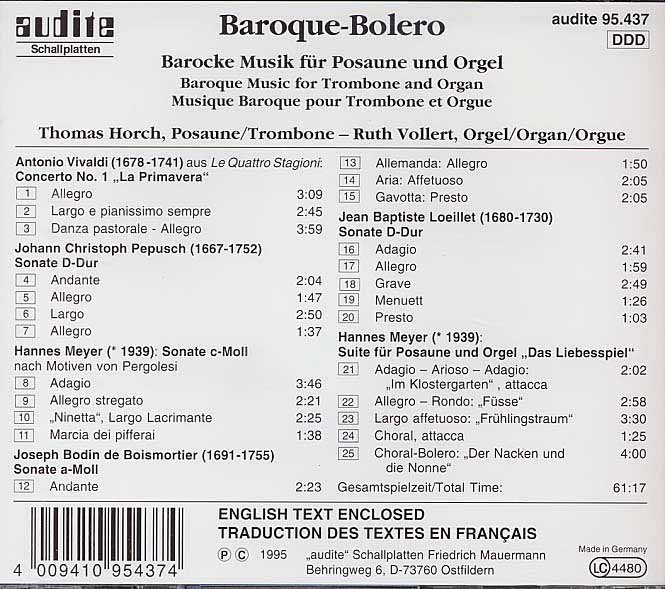 audite
Schallplatten
Baroque-Bolero
audite 95.437
DDD
Barocke Musik für Posaune und Orgel
Baroque Music for Trombone and Organ
Musique Baroque pour Trombone et Orgue
Thomas Horch, Posaune/Trombone – Ruth Vollert, Orgel/Organ/Orgue
Antonio Vivaldi (1678-1741) aus Le Quattro Stagioni:
Concerto No. 1 „La Primavera"
1 Allegro 3:09
2 Largo e pianissimo sempre 2:45
3 Danza pastorale - Allegro 3:59
Johann Christoph Pepusch (1667-1752)
Sonate D-Dur
4 Andante 2:04
5 Allegro 1:47
6 Largo 2:50
7 Allegro 1:37
Hannes Meyer (* 1939): Sonate c-Moll
nach Motiven von Pergolesi
8 Adagio 3:46
9 Allegro stregato 2:21
10 „Ninetta", Largo Lacrimante 2:25
11 Marcia dei pifferai 1:38
Joseph Bodin de Boismortier (1691-1755)
Sonate a-Moll
12 Andante 2:23
13 Allemanda: Allegro 1:50
14 Aria: Affetuoso 2:05
15 Gavotta: Presto 2:05
Jean Baptiste Loeillet (1680-1730)
Sonate D-Dur
16 Adagio 2:41
17 Allegro 1:59
18 Grave 2:49
19 Menuett 1:26
20 Presto 1:03
Hannes Meyer (* 1939):
Suite für Posaune und Orgel „Das Liebesspiel"
21 Adagio – Arioso - Adagio: 2:02
„Im Klostergarten" , attacca
22 Allegro – Rondo: „Füsse" 2:58
23 Largo affetuoso: „Frühlingstraum" 3:30
24 Choral, attacca 1:25
25 Choral-Bolero: „Der Nacken und 4:00
die Nonne"
Gesamtspielzeit/Total Time: 61:17
4 009410 954374
ENGLISH TEXT ENCLOSED
TRADUCTION DES TEXTES EN FRANÇAIS
Ⓟ Ⓒ 1995 „audite" Schallplatten Friedrich Mauermann
Behringweg 6, D-73760 Ostfildern
Made in Germany
LC 4480